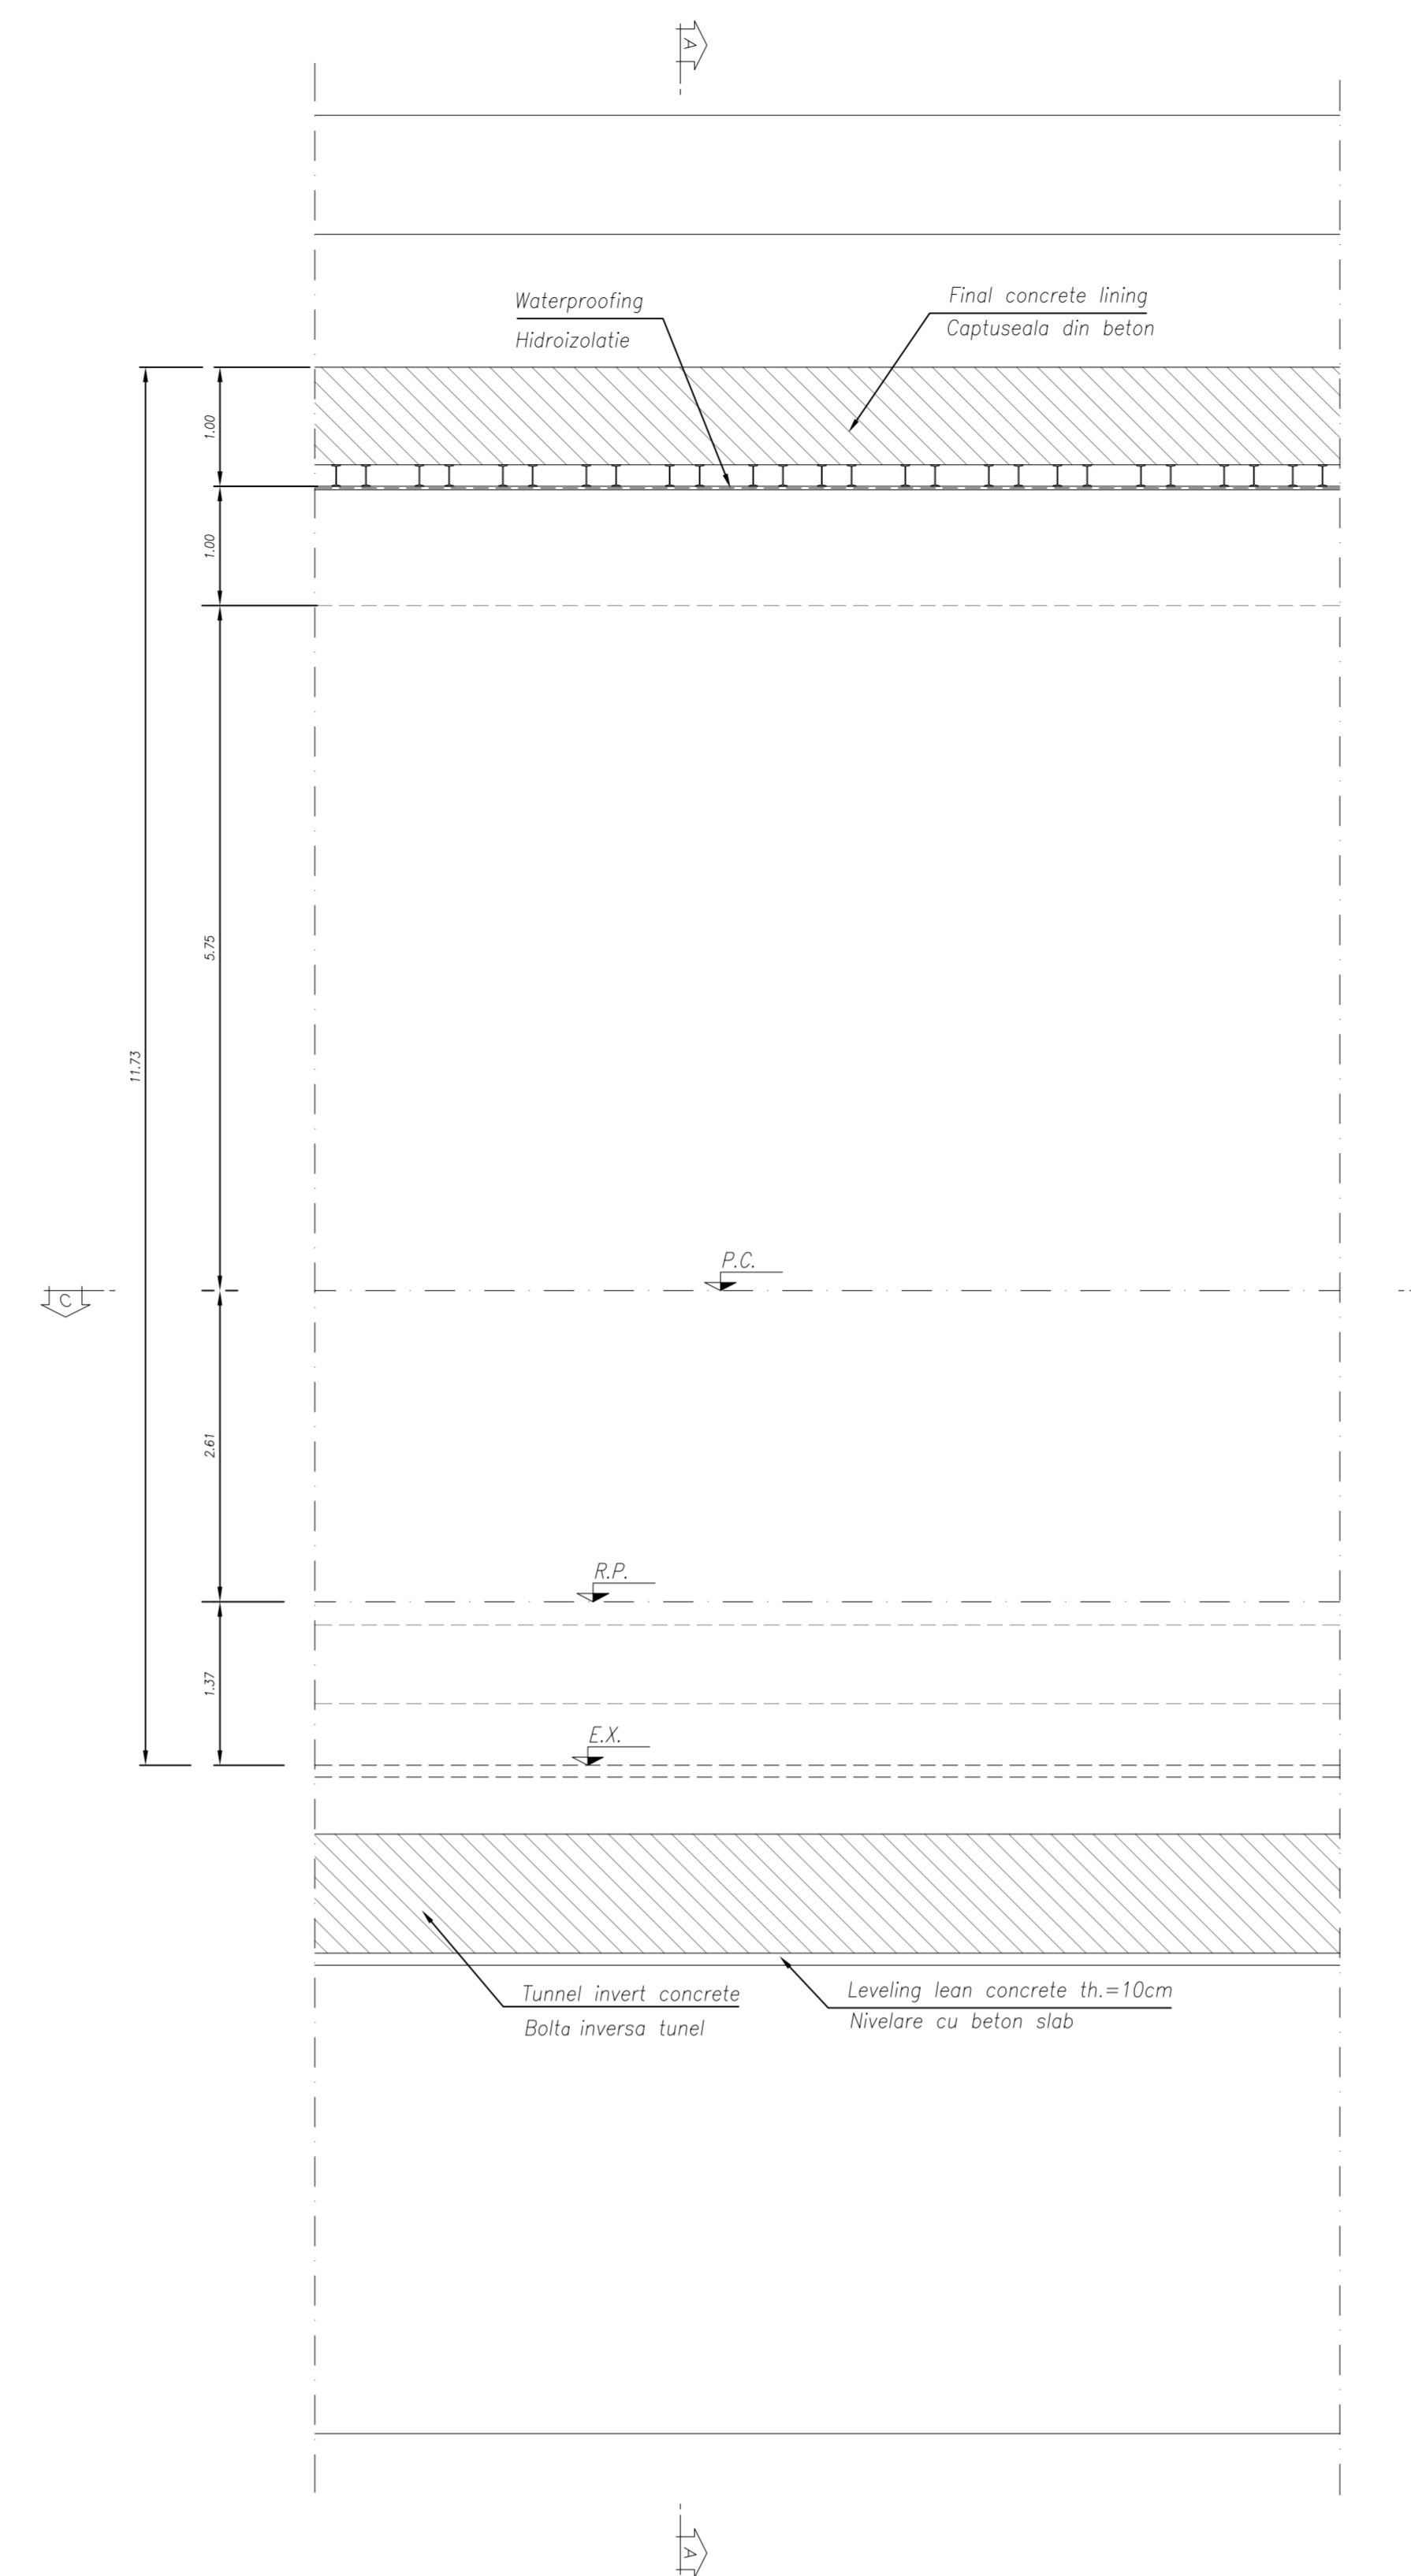 A
Waterproofing
Hidroizolatie
Final concrete lining
Captuseala din beton
1.00
1.00
5.75
11.73
P.C.
C
2.61
R.P.
1.37
E.X.
Tunnel invert concrete
Bolta inversa tunel
Leveling lean concrete th.=10cm
Nivelare cu beton slab
A